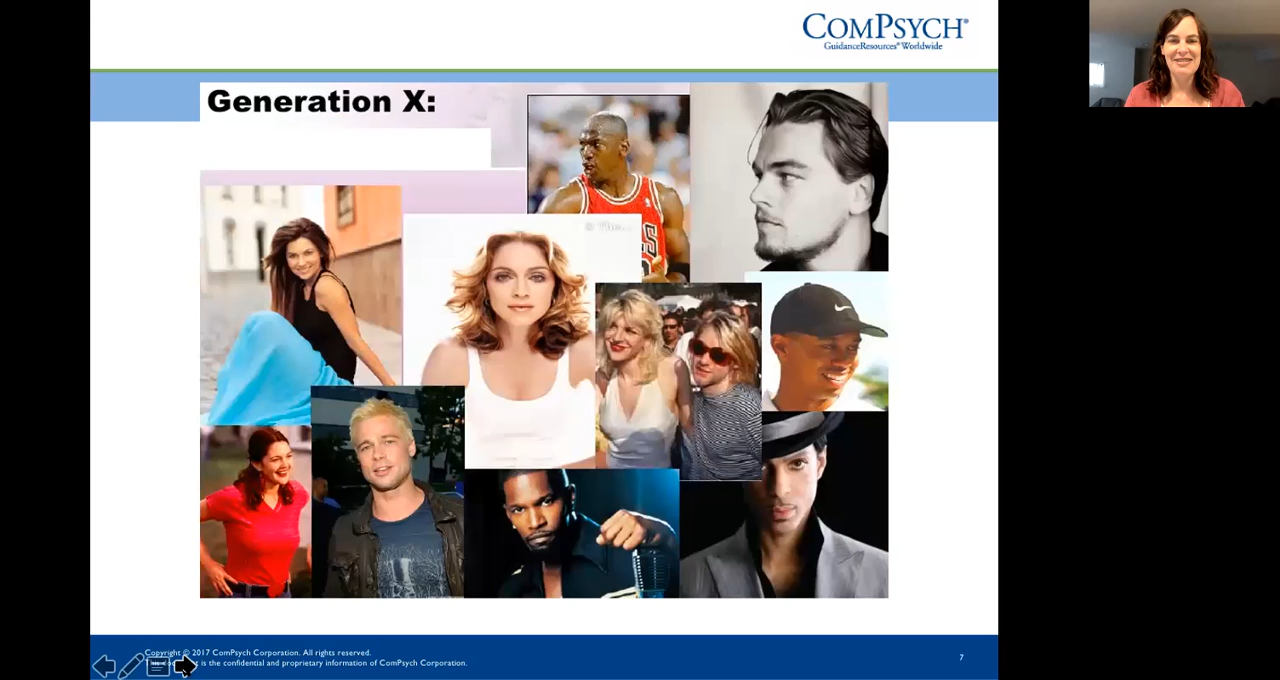 COMPSYCH®
GuidanceResources® Worldwide
Generation X:
Copyright © 2017 ComPsych Corporation. All rights reserved.
is the confidential and proprietary information of ComPsych Corporation.
7